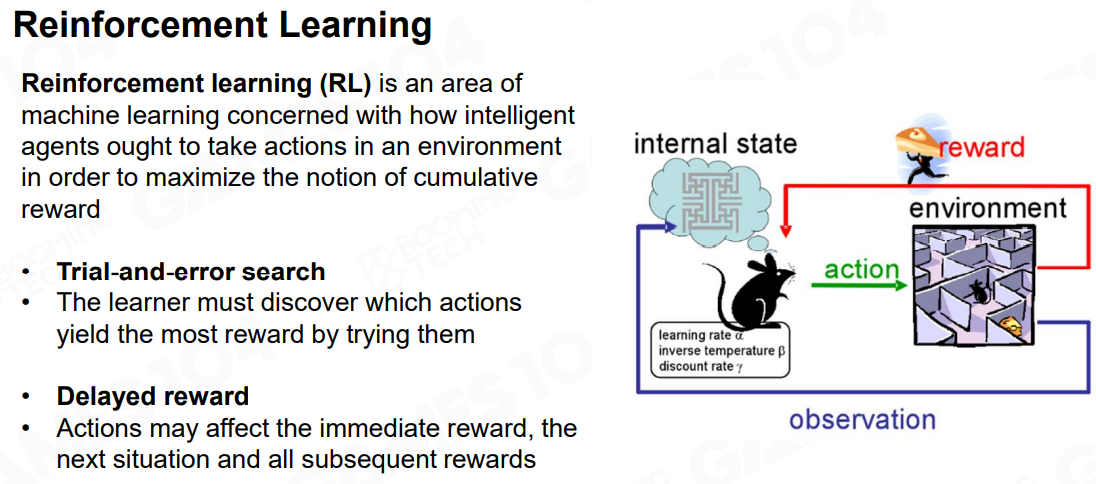 Reinforcement Learning
Reinforcement learning (RL) is an area of
machine learning concerned with how intelligent
agents ought to take actions in an environment
in order to maximize the notion of cumulative
reward
• Trial-and-error search
• The learner must discover which actions
yield the most reward by trying them
• Delayed reward
• Actions may affect the immediate reward, the
next situation and all subsequent rewards
internal state
reward
environment
action
learning rate α
inverse temperature β
discount rate γ
observation
GAMES104